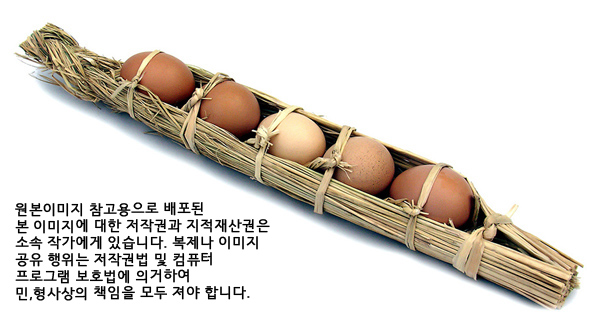 원본이미지 참고용으로 배포된
본 이미지에 대한 저작권과 지적재산권은
소속 작가에게 있습니다. 복제나 이미지
공유 행위는 저작권법 및 컴퓨터
프로그램 보호법에 의거하여
민,형사상의 책임을 모두 져야 합니다.